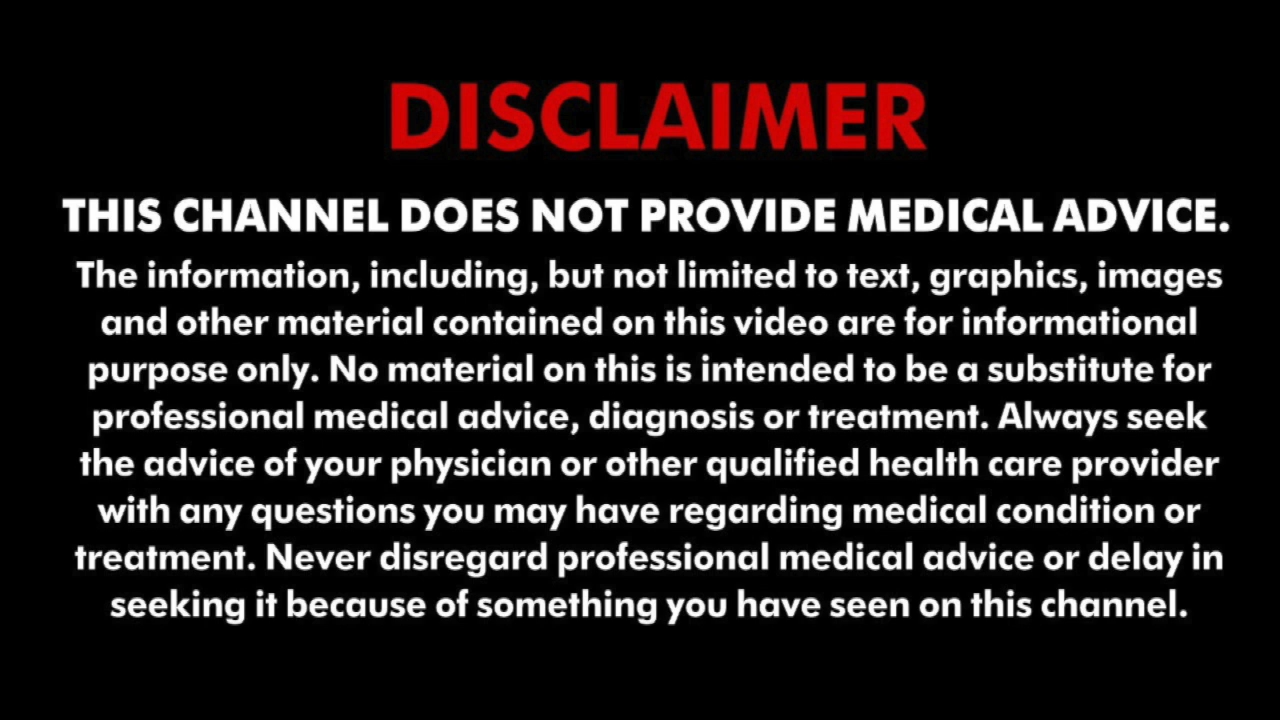 DISCLAIMER
THIS CHANNEL DOES NOT PROVIDE MEDICAL ADVICE.
The information, including, but not limited to text, graphics, images
and other material contained on this video are for informational
purpose only. No material on this is intended to be a substitute for
professional medical advice, diagnosis or treatment. Always seek
the advice of your physician or other qualified health care provider
with any questions you may have regarding medical condition or
treatment. Never disregard professional medical advice or delay in
seeking it because of something you have seen on this channel.